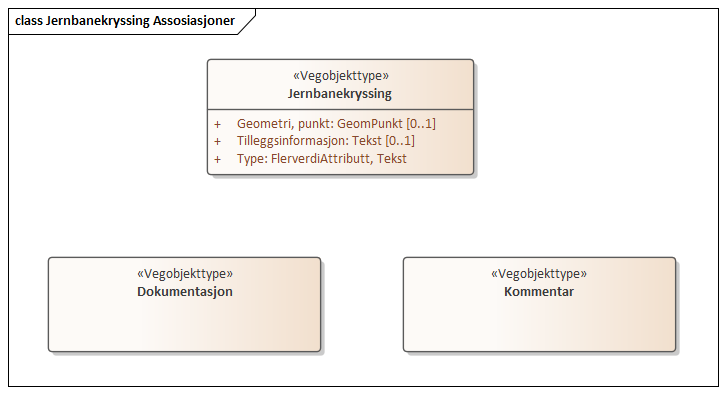 class Jernbanekryssing Assosiasjoner
«Vegobjekttype»
Jernbanekryssing
+ Geometri, punkt: GeomPunkt [0..1]
+ Tilleggsinformasjon: Tekst [0..1]
+ Type: FlerverdiAttributt, Tekst
«Vegobjekttype»
Dokumentasjon
«Vegobjekttype»
Kommentar